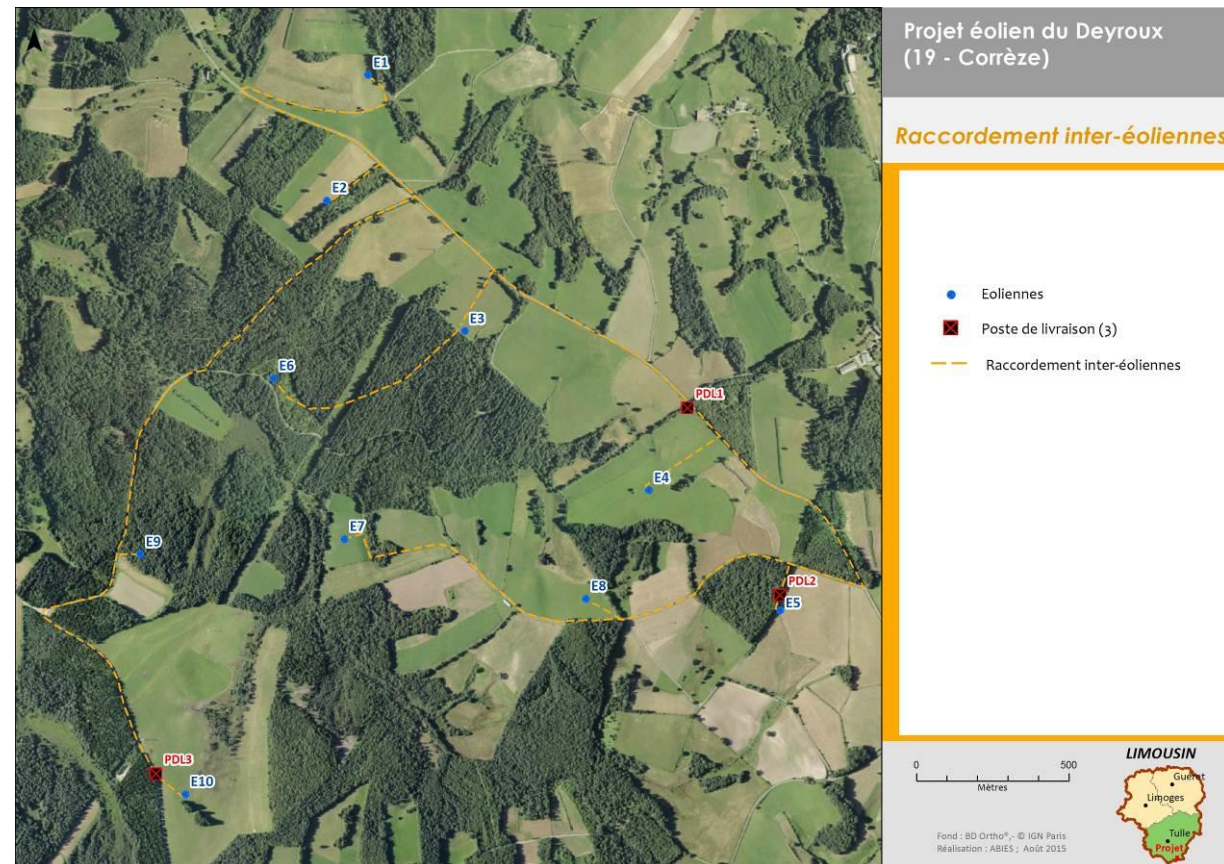 Projet éolien du Deyroux
(19 - Corrèze)
Raccordement inter-éoliennes
Eoliennes
Poste de livraison (3)
Raccordement inter-éoliennes
E1
E2
E3
E6
PDL1
E4
E7
E9
E8
PDL2
E5
PDL3
E10
0
500
Mètres
LIMOUSIN
Guéret
Limoges
Tulle
Projet
Fond : BD Ortho®,- © IGN Paris
Réalisation : ABIES ; Août 2015